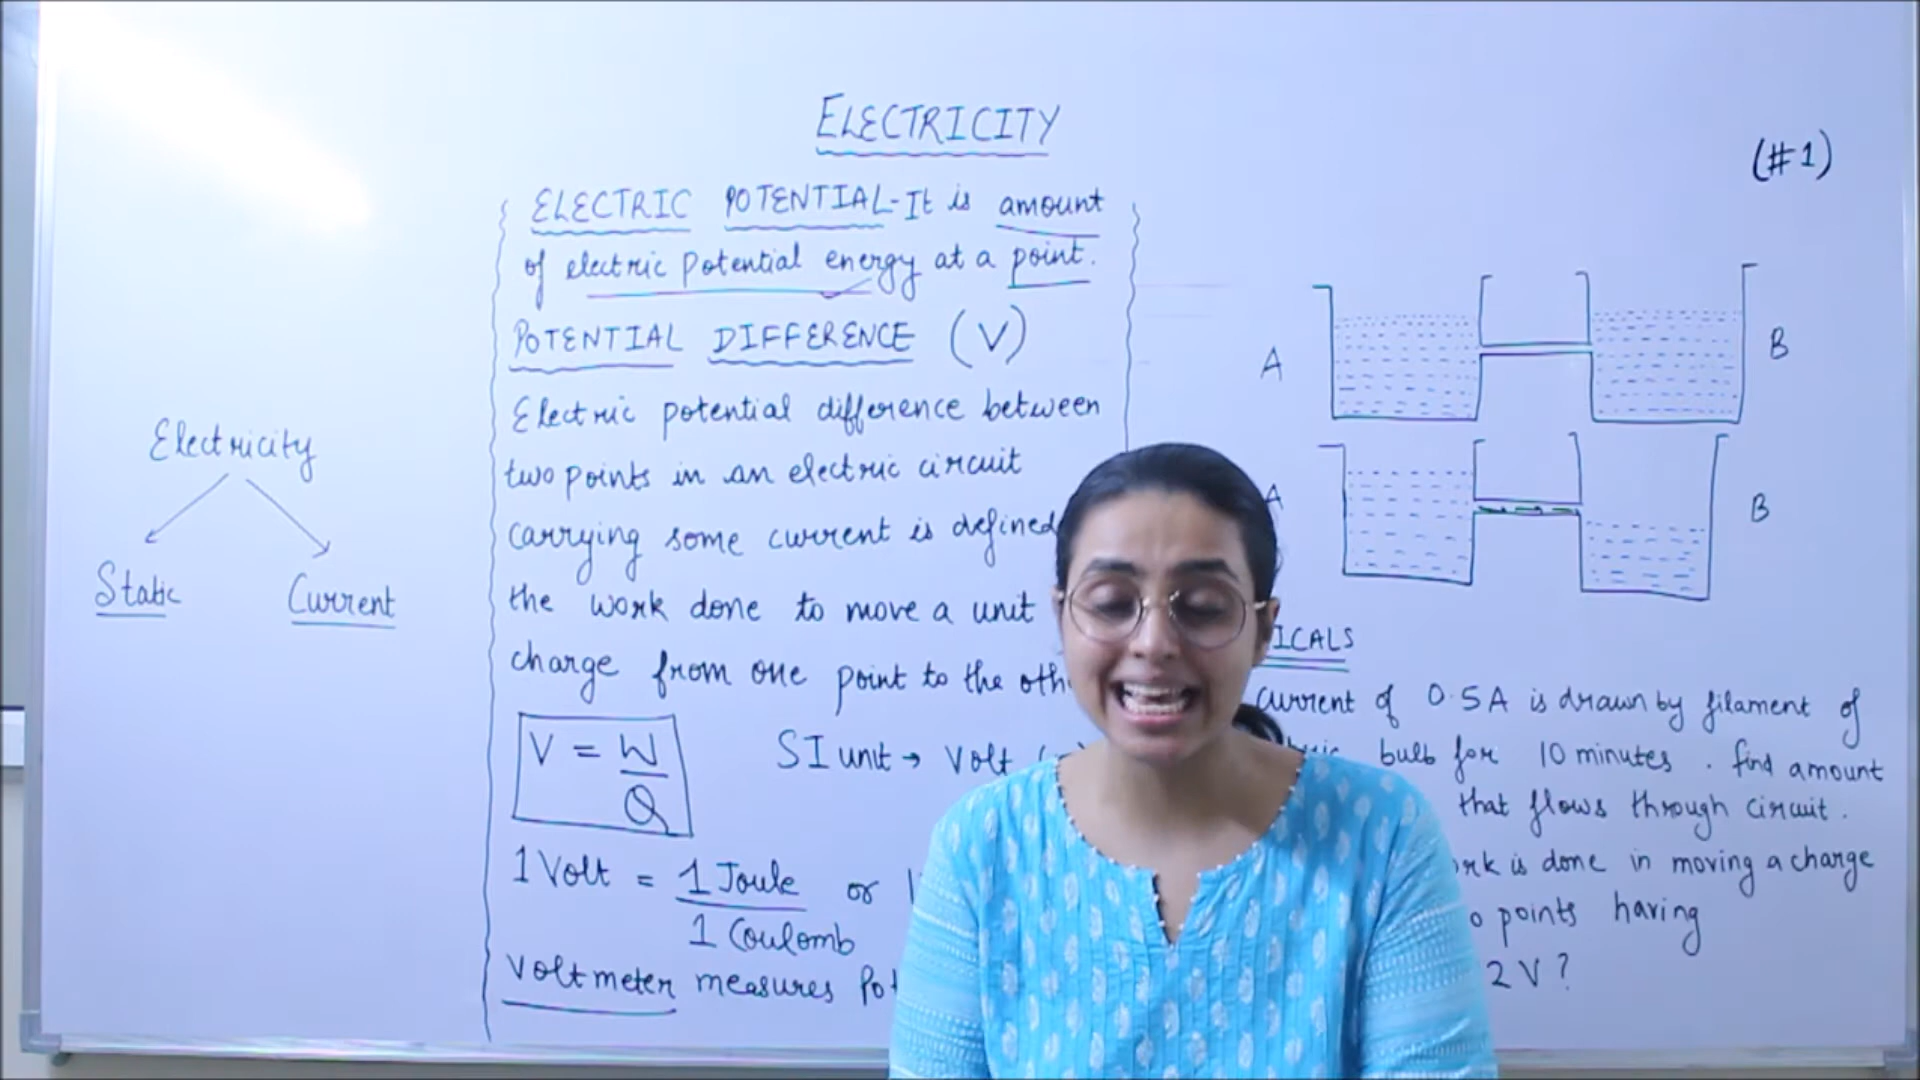 ELECTRICITY
(#1)
Electricity
Static
Current
ELECTRIC POTENTIAL-It is amount
of electric potential energy at a point.
POTENTIAL DIFFERENCE (V)
Electric potential difference between
two points in an electric circuit
carrying some current is defined
the work done to move a unit
charge from one point to the
V = W
Q
SI unit → Volt
1 Volt = 1 Joule or
1 Coulomb
Voltmeter measures
A
B
A
B
current of 0.5A is drawn by filament of
bulb for 10 minutes. find amount
that flows through circuit.
is done in moving a charge
points having
2V?